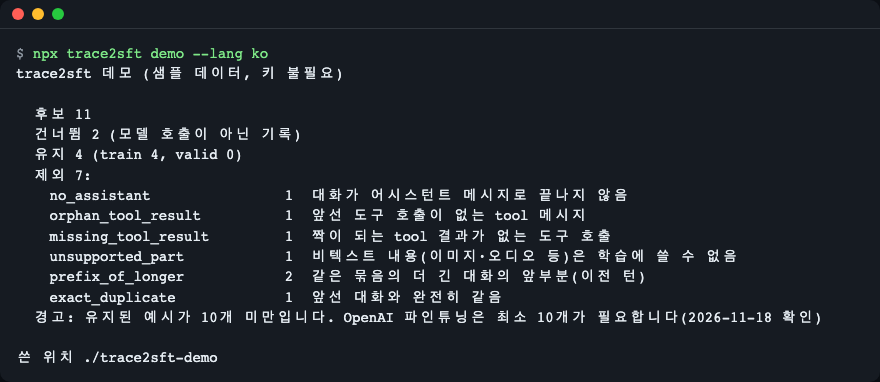 $ npx trace2sft demo --lang ko
trace2sft 데모 (샘플 데이터, 키 불필요)
후보 11
건너뜀 2 (모델 호출이 아닌 기록)
유지 4 (train 4, valid 0)
제외 7:
no_assistant 1 대화가 어시스턴트 메시지로 끝나지 않음
orphan_tool_result 1 앞선 도구 호출이 없는 tool 메시지
missing_tool_result 1 짝이 되는 tool 결과가 없는 도구 호출
unsupported_part 1 비텍스트 내용(이미지·오디오 등)은 학습에 쓸 수 없음
prefix_of_longer 2 같은 묶음의 더 긴 대화의 앞부분(이전 턴)
exact_duplicate 1 앞선 대화와 완전히 같음
경고: 유지된 예시가 10개 미만입니다. OpenAI 파인튜닝은 최소 10개가 필요합니다(2026-11-18 확인)
쓴 위치 ./trace2sft-demo